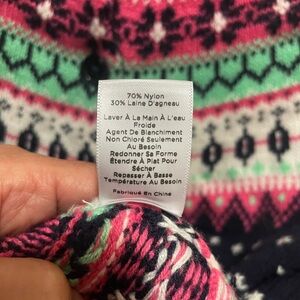 70% Nylon
30% Laine D'agneau
Laver À La Main À L'eau
Froide
Agent De Blanchiment
Non Chloré Seulement
Au Besoin
Redonner Sa Forme
Étendre À Plat Pour
Sécher
Repasser À Basse
Température Au Besoin
Fabriqué En Chine